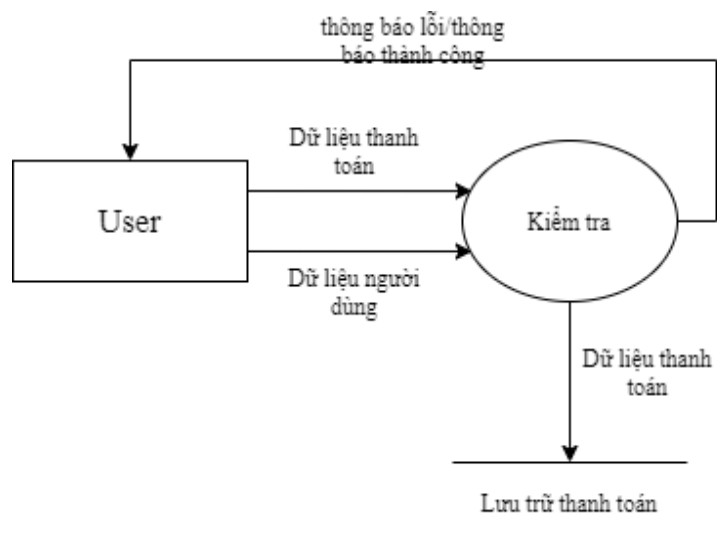 thông báo lỗi/thông
báo thành công
Dữ liệu thanh
toán
User
Kiểm tra
Dữ liệu người
dùng
Dữ liệu thanh
toán
Lưu trữ thanh toán